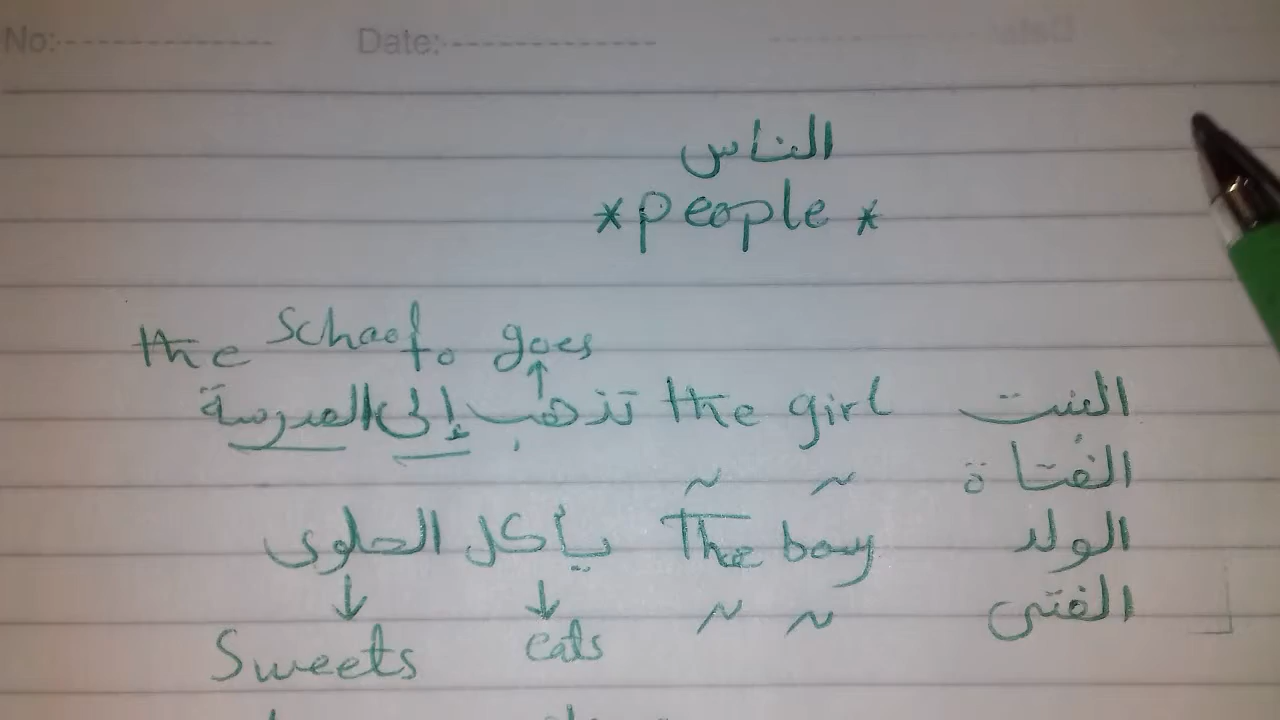 No: Date:
الناس
*people*
the school to goes
البنت the girl تذهب إلى المدرسة
الفتاة ~ ~
الولد The boy يأكل الحلوى
الفتى ~ ~
Sweets eats